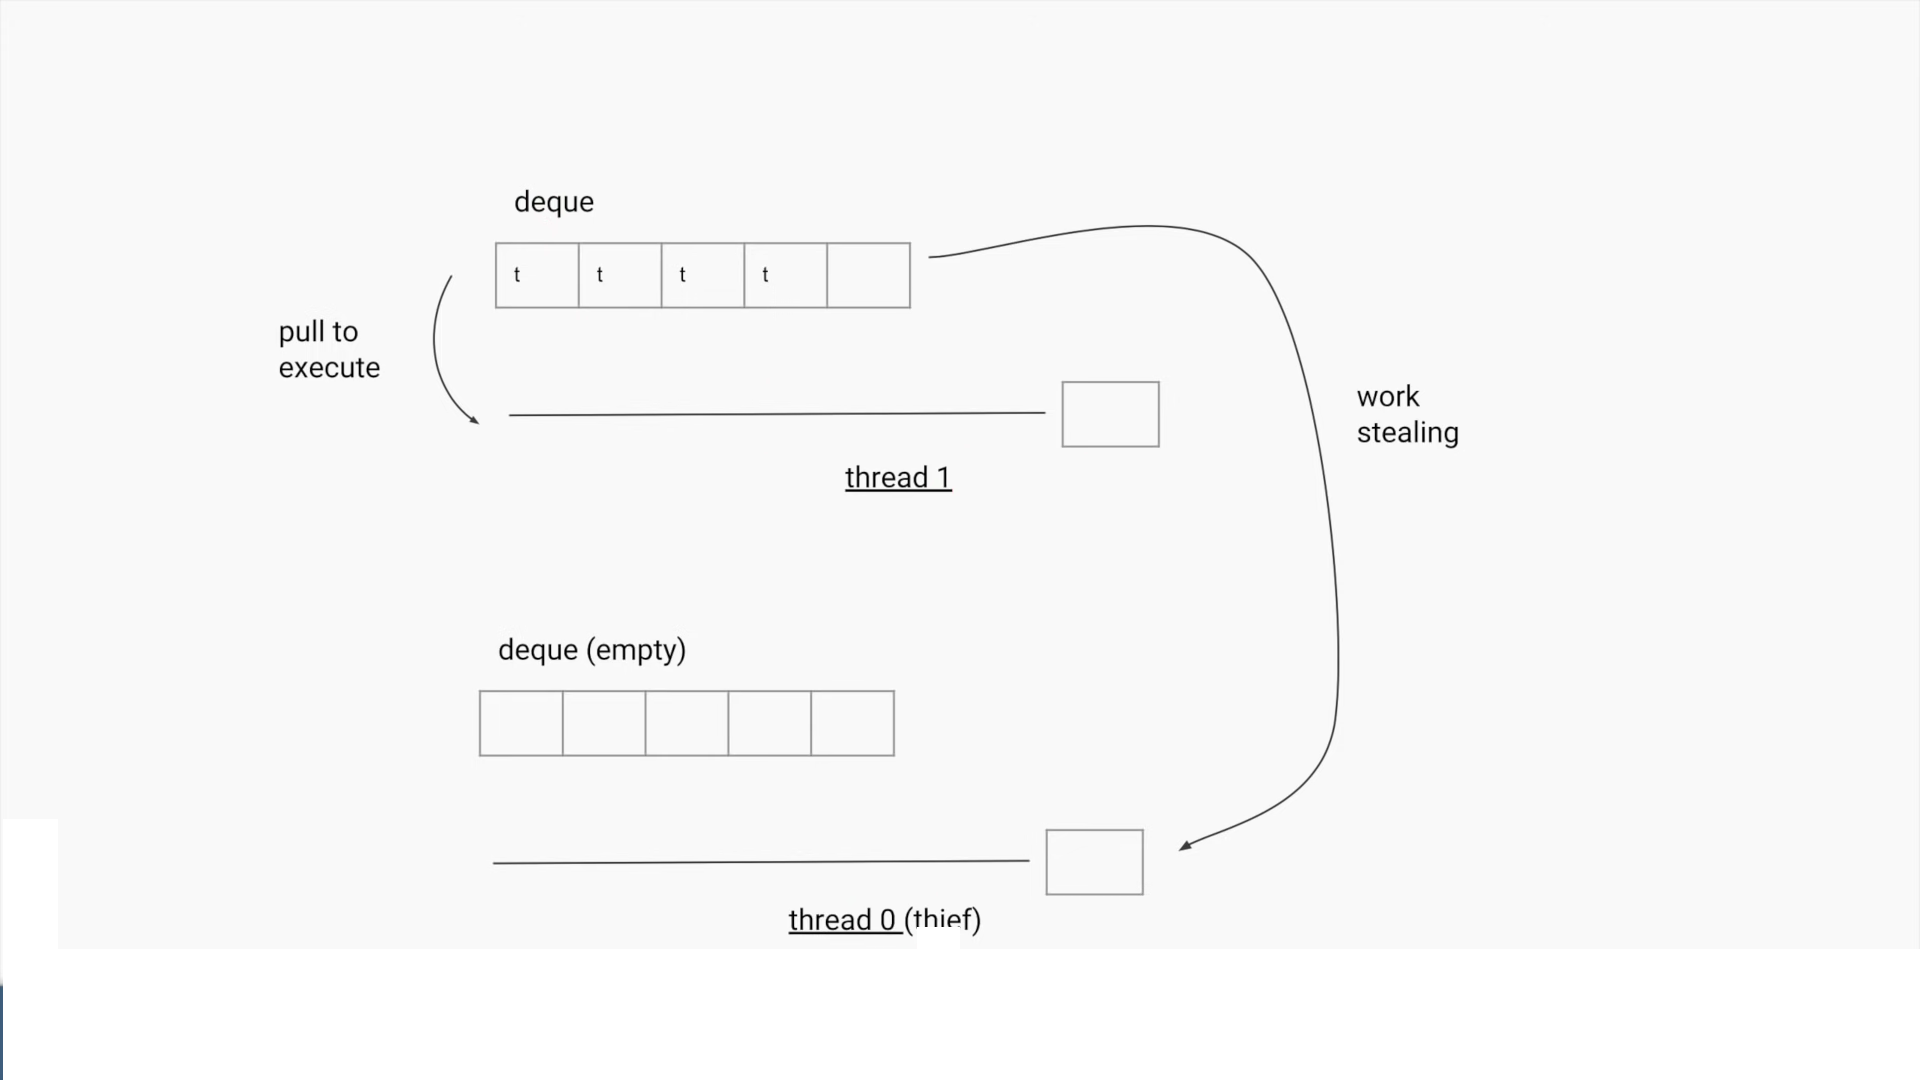 deque
t t t t
pull to
execute
work
stealing
thread 1
deque (empty)
thread 0 (thief)